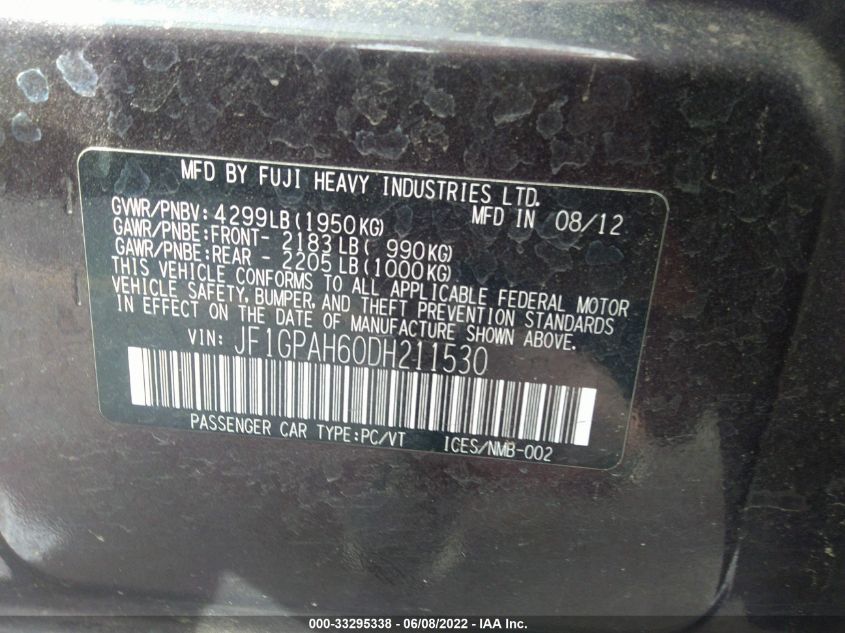 MFD BY FUJI HEAVY INDUSTRIES LTD.
GVWR/PNBV: 4299LB(1950KG) MFD IN 08/12
GAWR/PNBE:FRONT- 2183LB( 990KG)
GAWR/PNBE:REAR - 2205LB(1000KG)
THIS VEHICLE CONFORMS TO ALL APPLICABLE FEDERAL MOTOR
VEHICLE SAFETY, BUMPER, AND THEFT PREVENTION STANDARDS
IN EFFECT ON THE DATE OF MANUFACTURE SHOWN ABOVE.
VIN: JF1GPAH60DH211530
PASSENGER CAR TYPE:PC/VT ICES/NMB-002
000-33295338 - 06/08/2022 - IAA Inc.